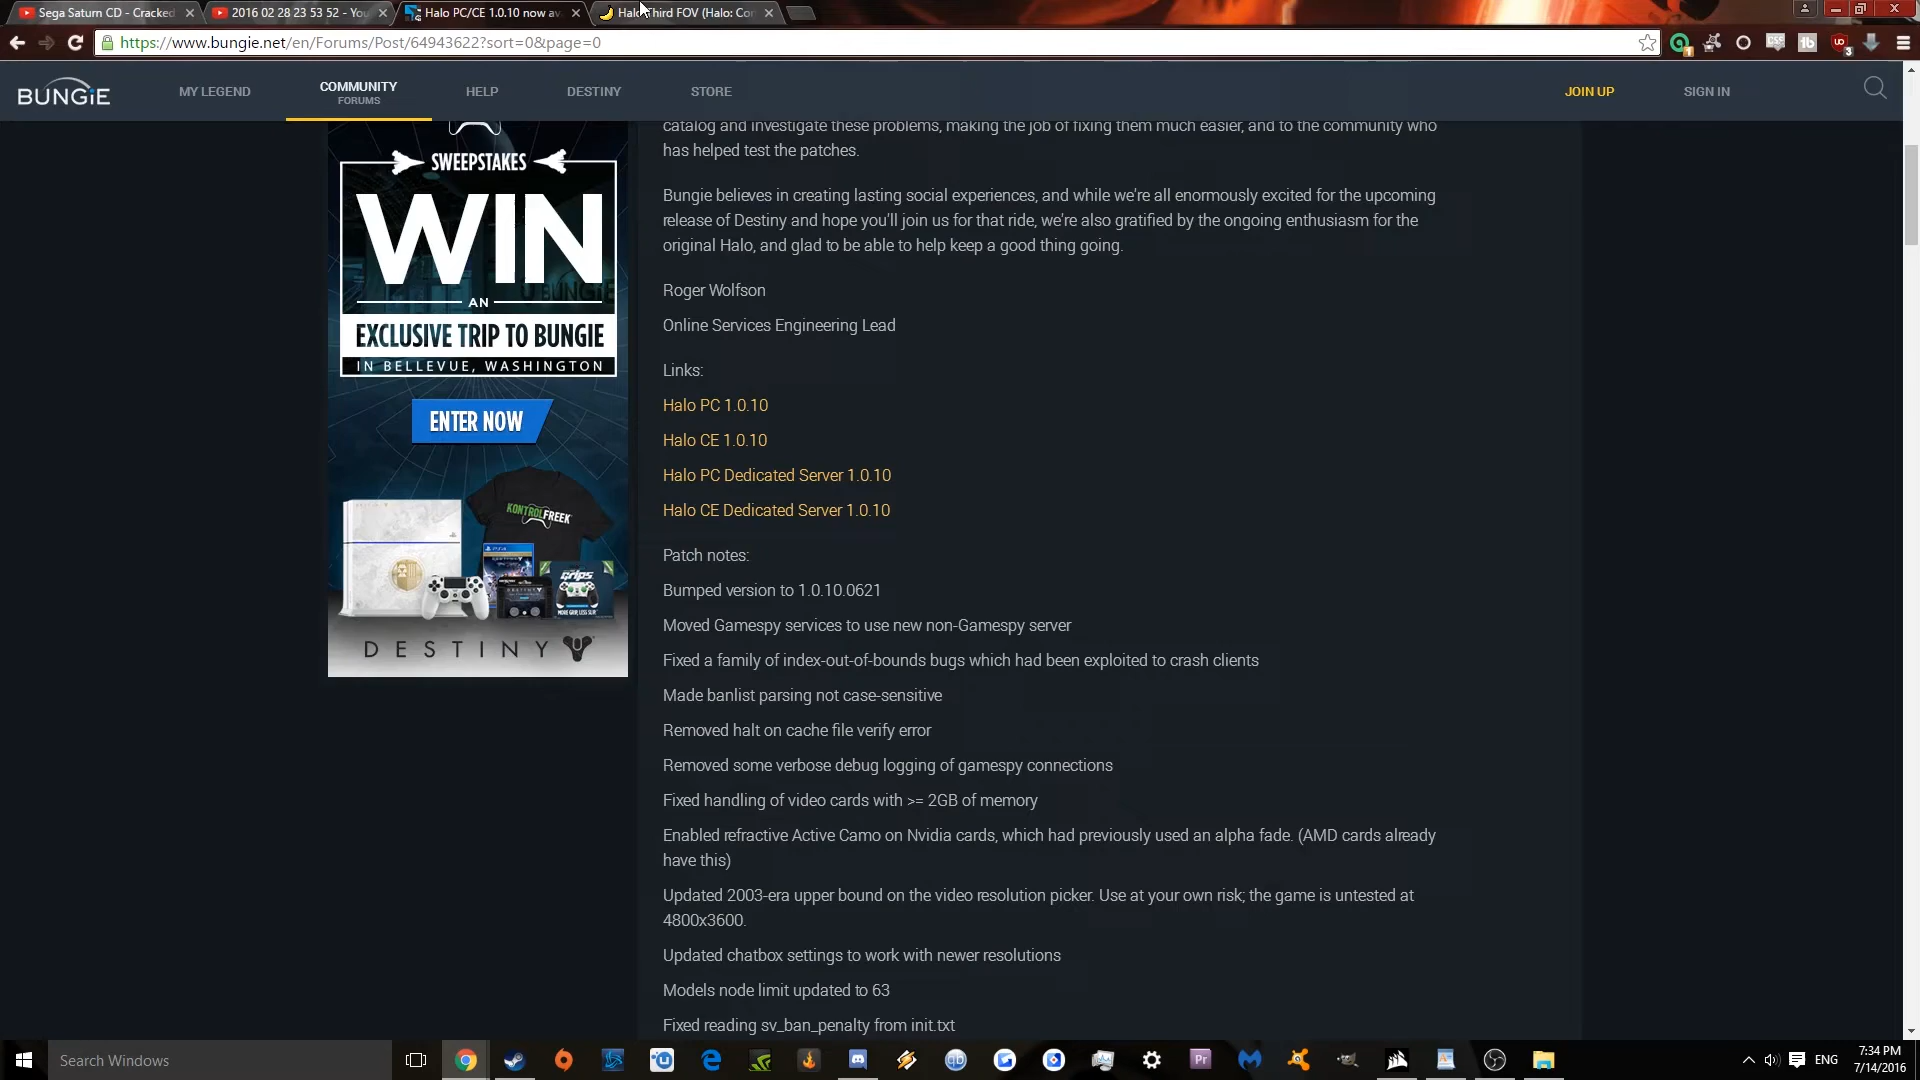 Sega Saturn CD - Cracked
2016 02 28 23 53 52 - You
Halo PC/CE 1.0.10 now av
Halo Third FOV (Halo: Co
https://www.bungie.net/en/Forums/Post/64943622?sort=0&page=0
BUNGiE
MY LEGEND
COMMUNITY
FORUMS
HELP
DESTINY
STORE
JOIN UP
SIGN IN
SWEEPSTAKES
WIN
AN
EXCLUSIVE TRIP TO BUNGIE
IN BELLEVUE, WASHINGTON
ENTER NOW
KONTROLFREEK
GRIPS
DESTINY
catalog and investigate these problems, making the job of fixing them much easier, and to the community who
has helped test the patches.
Bungie believes in creating lasting social experiences, and while we're all enormously excited for the upcoming
release of Destiny and hope you'll join us for that ride, we're also gratified by the ongoing enthusiasm for the
original Halo, and glad to be able to help keep a good thing going.
Roger Wolfson
Online Services Engineering Lead
Links:
Halo PC 1.0.10
Halo CE 1.0.10
Halo PC Dedicated Server 1.0.10
Halo CE Dedicated Server 1.0.10
Patch notes:
Bumped version to 1.0.10.0621
Moved Gamespy services to use new non-Gamespy server
Fixed a family of index-out-of-bounds bugs which had been exploited to crash clients
Made banlist parsing not case-sensitive
Removed halt on cache file verify error
Removed some verbose debug logging of gamespy connections
Fixed handling of video cards with >= 2GB of memory
Enabled refractive Active Camo on Nvidia cards, which had previously used an alpha fade. (AMD cards already
have this)
Updated 2003-era upper bound on the video resolution picker. Use at your own risk; the game is untested at
4800x3600.
Updated chatbox settings to work with newer resolutions
Models node limit updated to 63
Fixed reading sv_ban_penalty from init.txt
Search Windows
ENG
7:34 PM
7/14/2016